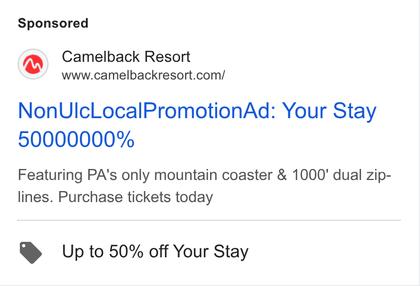 Sponsored
Camelback Resort
www.camelbackresort.com/
NonUlcLocalPromotionAd: Your Stay
50000000%
Featuring PA's only mountain coaster & 1000' dual zip-
lines. Purchase tickets today
Up to 50% off Your Stay